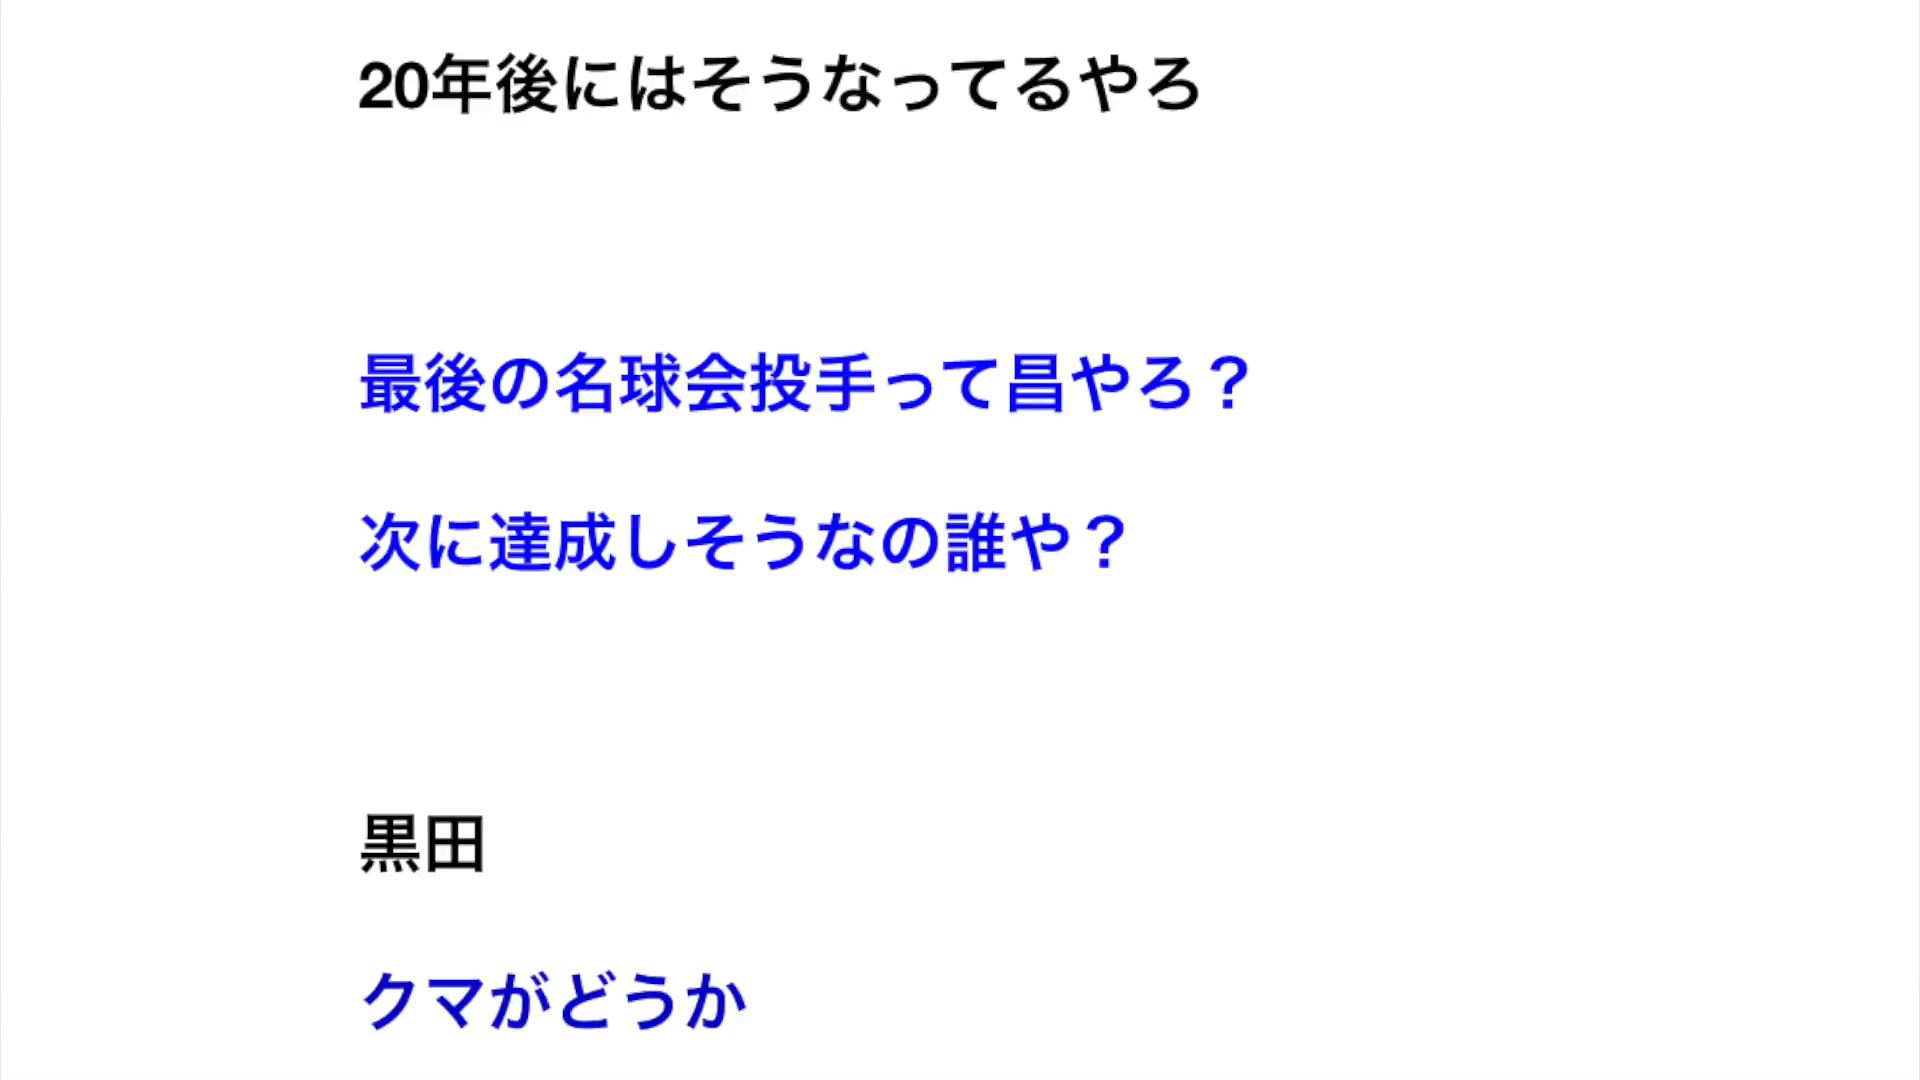 20年後にはそうなってるやろ
最後の名球会投手って昌やろ？
次に達成しそうなの誰や？
黒田
クマがどうか